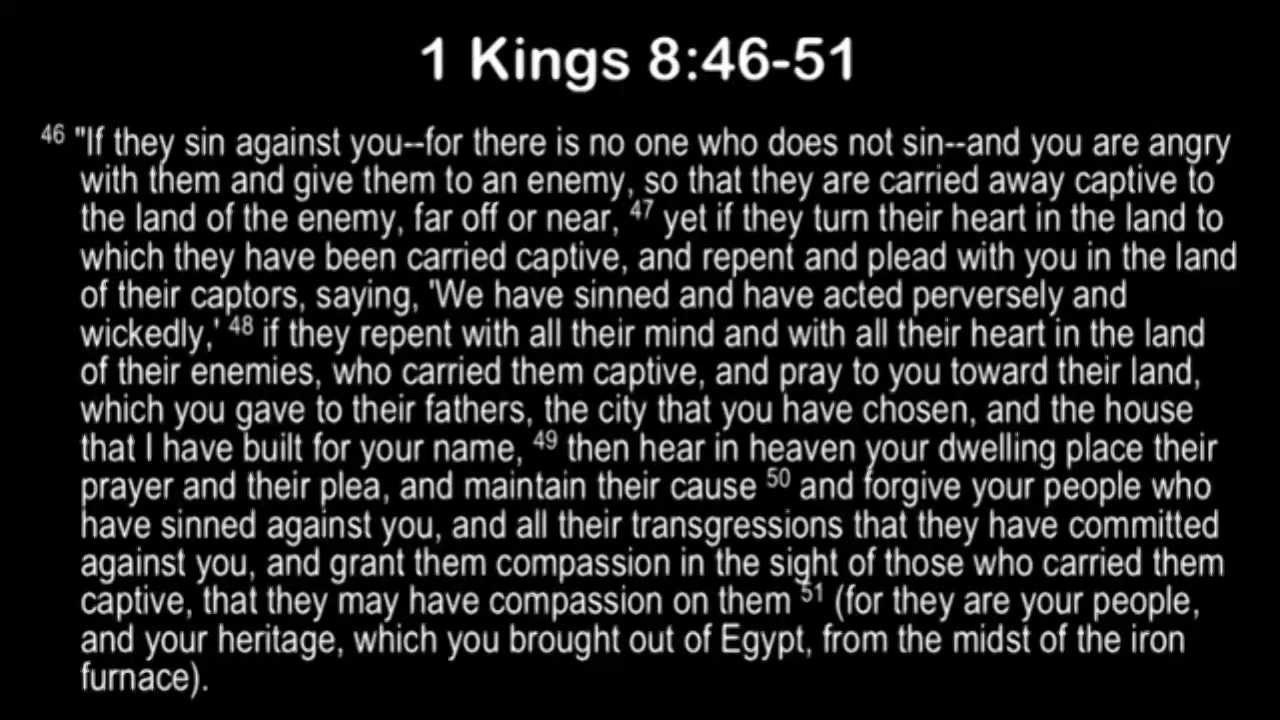 1 Kings 8:46-51
46 "If they sin against you--for there is no one who does not sin--and you are angry
with them and give them to an enemy, so that they are carried away captive to
the land of the enemy, far off or near, 47 yet if they turn their heart in the land to
which they have been carried captive, and repent and plead with you in the land
of their captors, saying, 'We have sinned and have acted perversely and
wickedly,' 48 if they repent with all their mind and with all their heart in the land
of their enemies, who carried them captive, and pray to you toward their land,
which you gave to their fathers, the city that you have chosen, and the house
that I have built for your name, 49 then hear in heaven your dwelling place their
prayer and their plea, and maintain their cause 50 and forgive your people who
have sinned against you, and all their transgressions that they have committed
against you, and grant them compassion in the sight of those who carried them
captive, that they may have compassion on them 51 (for they are your people,
and your heritage, which you brought out of Egypt, from the midst of the iron
furnace).